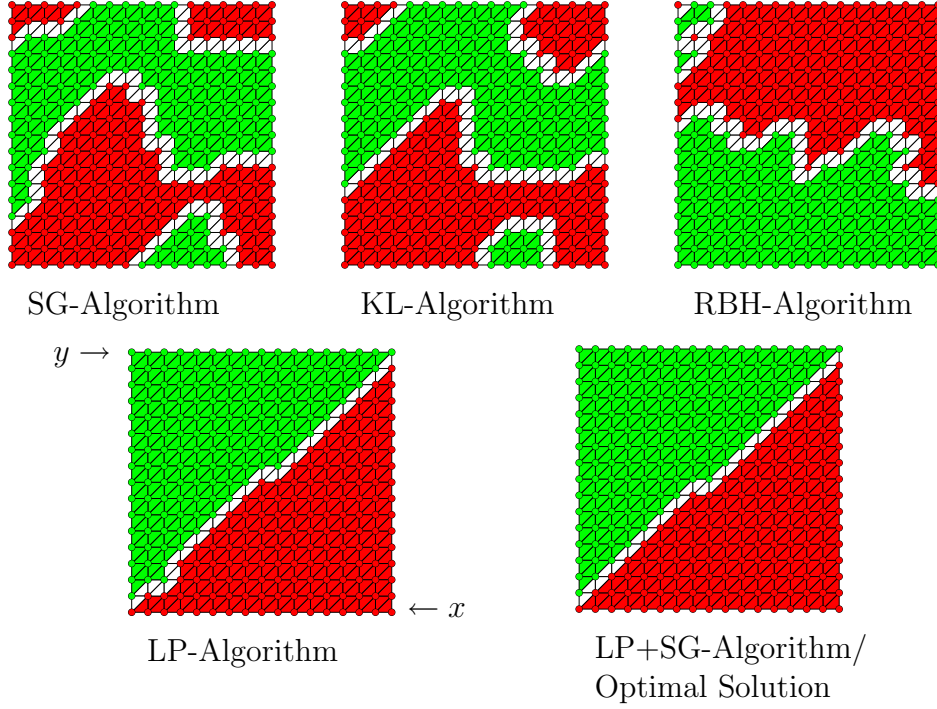 SG-Algorithm
KL-Algorithm
RBH-Algorithm
y →
← x
LP-Algorithm
LP+SG-Algorithm/
Optimal Solution